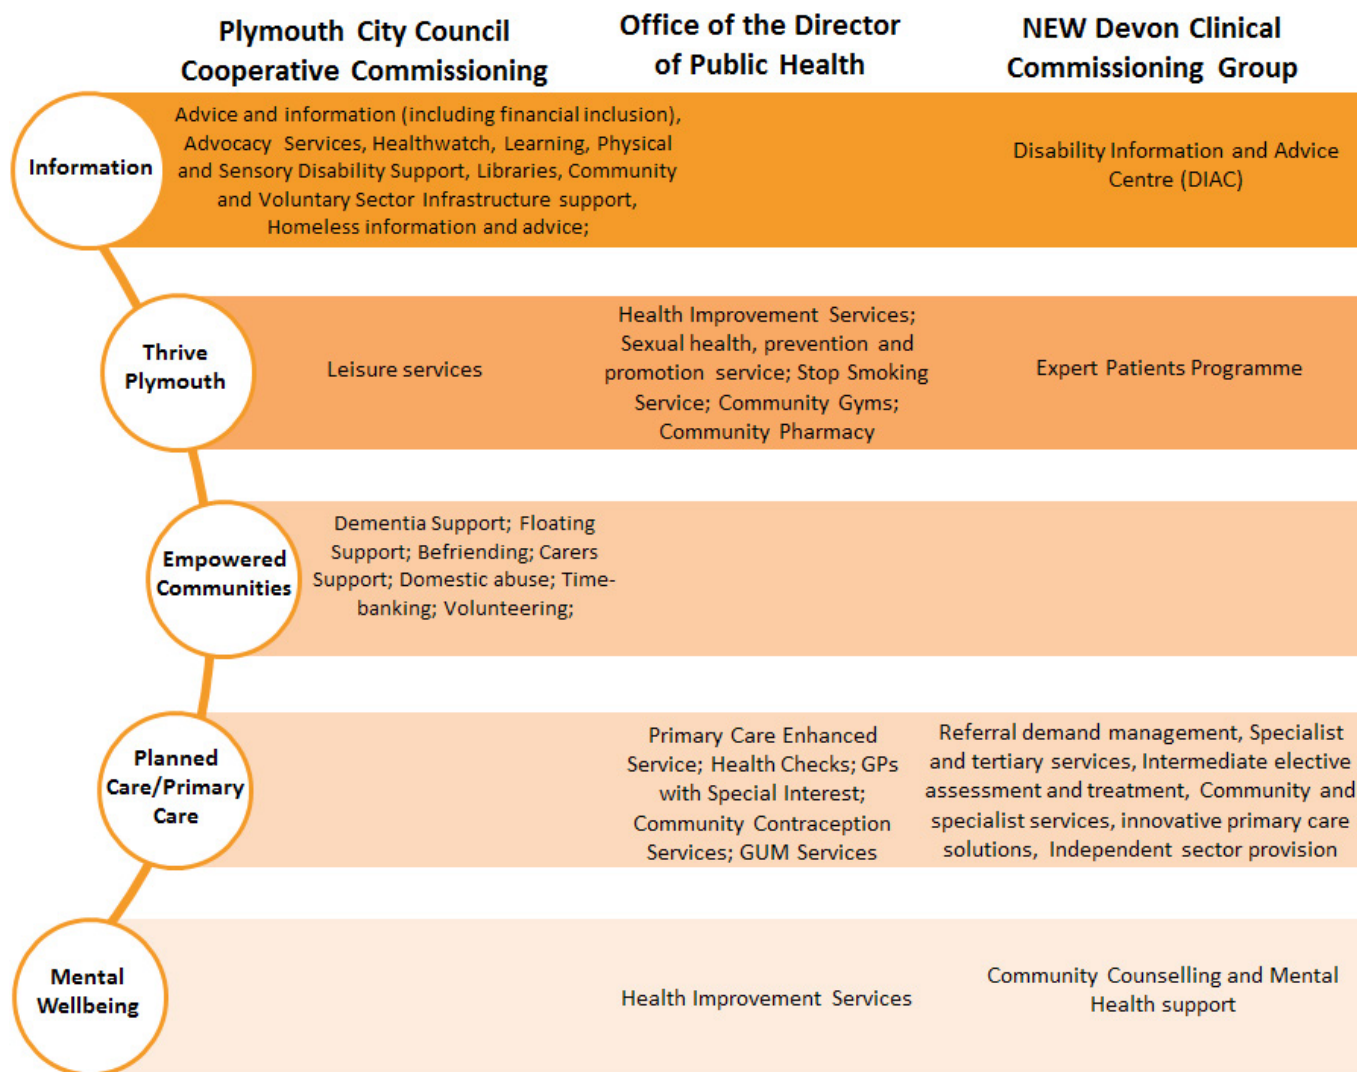 Plymouth City Council
Cooperative Commissioning
Office of the Director
of Public Health
NEW Devon Clinical
Commissioning Group
Information
Advice and information (including financial inclusion),
Advocacy Services, Healthwatch, Learning, Physical
and Sensory Disability Support, Libraries, Community
and Voluntary Sector Infrastructure support,
Homeless information and advice;
Disability Information and Advice
Centre (DIAC)
Thrive
Plymouth
Leisure services
Health Improvement Services;
Sexual health, prevention and
promotion service; Stop Smoking
Service; Community Gyms;
Community Pharmacy
Expert Patients Programme
Empowered
Communities
Dementia Support; Floating
Support; Befriending; Carers
Support; Domestic abuse; Time-
banking; Volunteering;
Planned
Care/Primary
Care
Primary Care Enhanced
Service; Health Checks; GPs
with Special Interest;
Community Contraception
Services; GUM Services
Referral demand management, Specialist
and tertiary services, Intermediate elective
assessment and treatment, Community and
specialist services, innovative primary care
solutions, Independent sector provision
Mental
Wellbeing
Health Improvement Services
Community Counselling and Mental
Health support